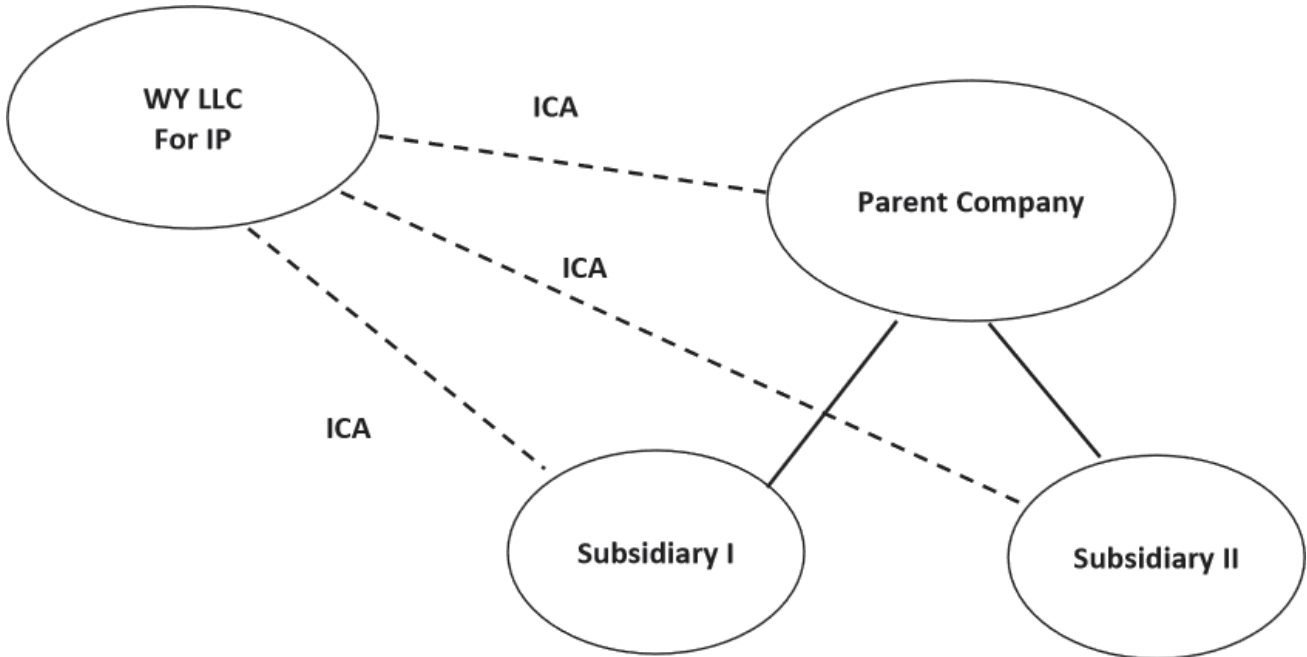 WY LLC
For IP
ICA
Parent Company
ICA
ICA
Subsidiary I
Subsidiary II